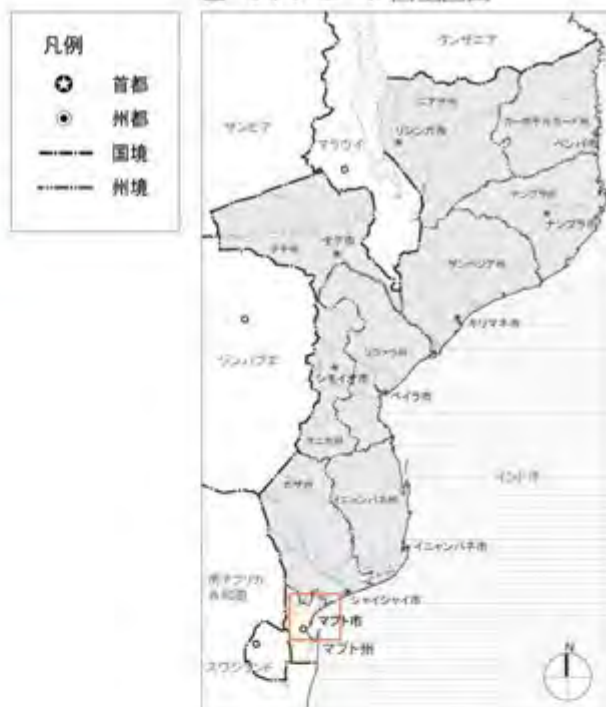 凡例
首都
州都
国境
州境
タンザニア
ニアサ州
カーボデルガード州
リシンガ市
ペンバ市
ザンビア
マラウイ
ナンプラ州
ナンプラ市
テテ州
テテ市
ザンベジア州
キリマネ市
ソファラ州
ジンバブエ
シモイオ市
ベイラ市
マニカ州
ガザ州
イニャンバネ州
インド洋
イニャンバネ市
南アフリカ
共和国
シャイシャイ市
マプト市
マプト州
スワジランド
N